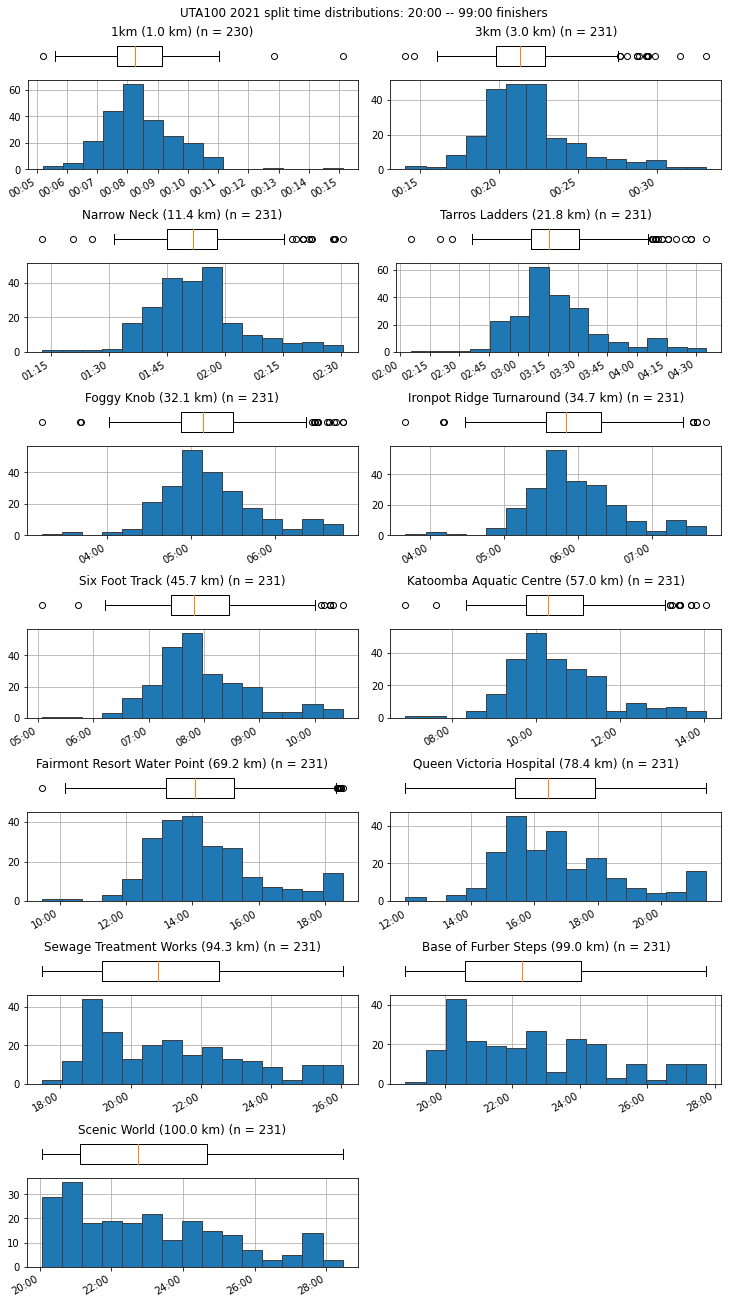 UTA100 2021 split time distributions: 20:00 -- 99:00 finishers
1km (1.0 km) (n = 230)
60
40
20
0
00:05 00:06 00:07 00:08 00:09 00:10 00:11 00:12 00:13 00:14 00:15
3km (3.0 km) (n = 231)
40
20
0
00:15 00:20 00:25 00:30
Narrow Neck (11.4 km) (n = 231)
40
20
0
01:15 01:30 01:45 02:00 02:15 02:30
Tarros Ladders (21.8 km) (n = 231)
60
40
20
0
02:00 02:15 02:30 02:45 03:00 03:15 03:30 03:45 04:00 04:15 04:30
Foggy Knob (32.1 km) (n = 231)
40
20
0
04:00 05:00 06:00
Ironpot Ridge Turnaround (34.7 km) (n = 231)
40
20
0
04:00 05:00 06:00 07:00
Six Foot Track (45.7 km) (n = 231)
40
20
0
05:00 06:00 07:00 08:00 09:00 10:00
Katoomba Aquatic Centre (57.0 km) (n = 231)
40
20
0
08:00 10:00 12:00 14:00
Fairmont Resort Water Point (69.2 km) (n = 231)
40
20
0
10:00 12:00 14:00 16:00 18:00
Queen Victoria Hospital (78.4 km) (n = 231)
40
20
0
12:00 14:00 16:00 18:00 20:00
Sewage Treatment Works (94.3 km) (n = 231)
40
20
0
18:00 20:00 22:00 24:00 26:00
Base of Furber Steps (99.0 km) (n = 231)
40
20
0
20:00 22:00 24:00 26:00 28:00
Scenic World (100.0 km) (n = 231)
30
20
10
0
20:00 22:00 24:00 26:00 28:00